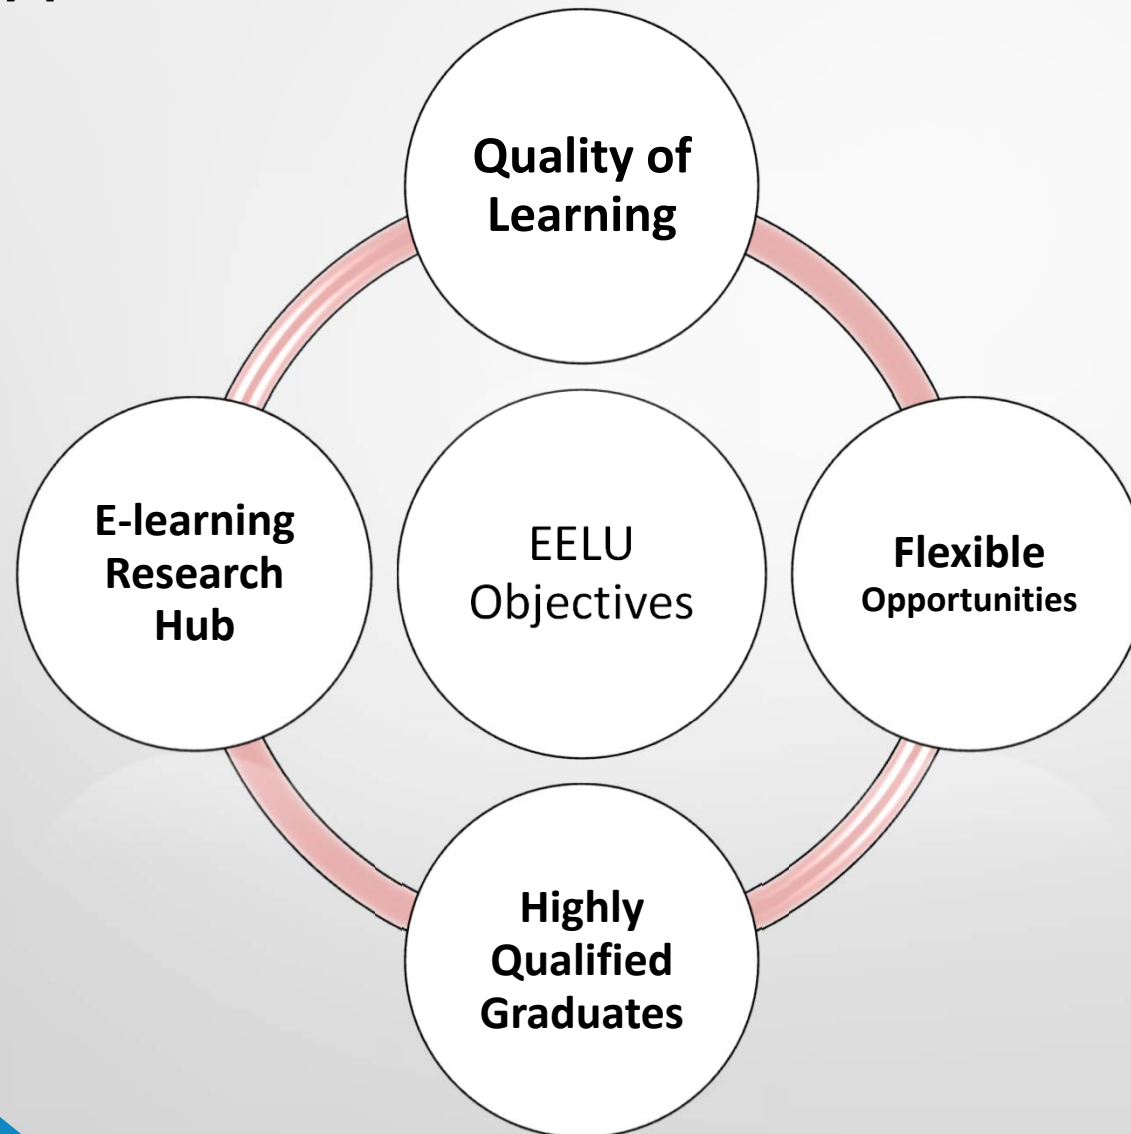 Quality of
Learning
E-learning
Research
Hub
EELU
Objectives
Flexible
Opportunities
Highly
Qualified
Graduates